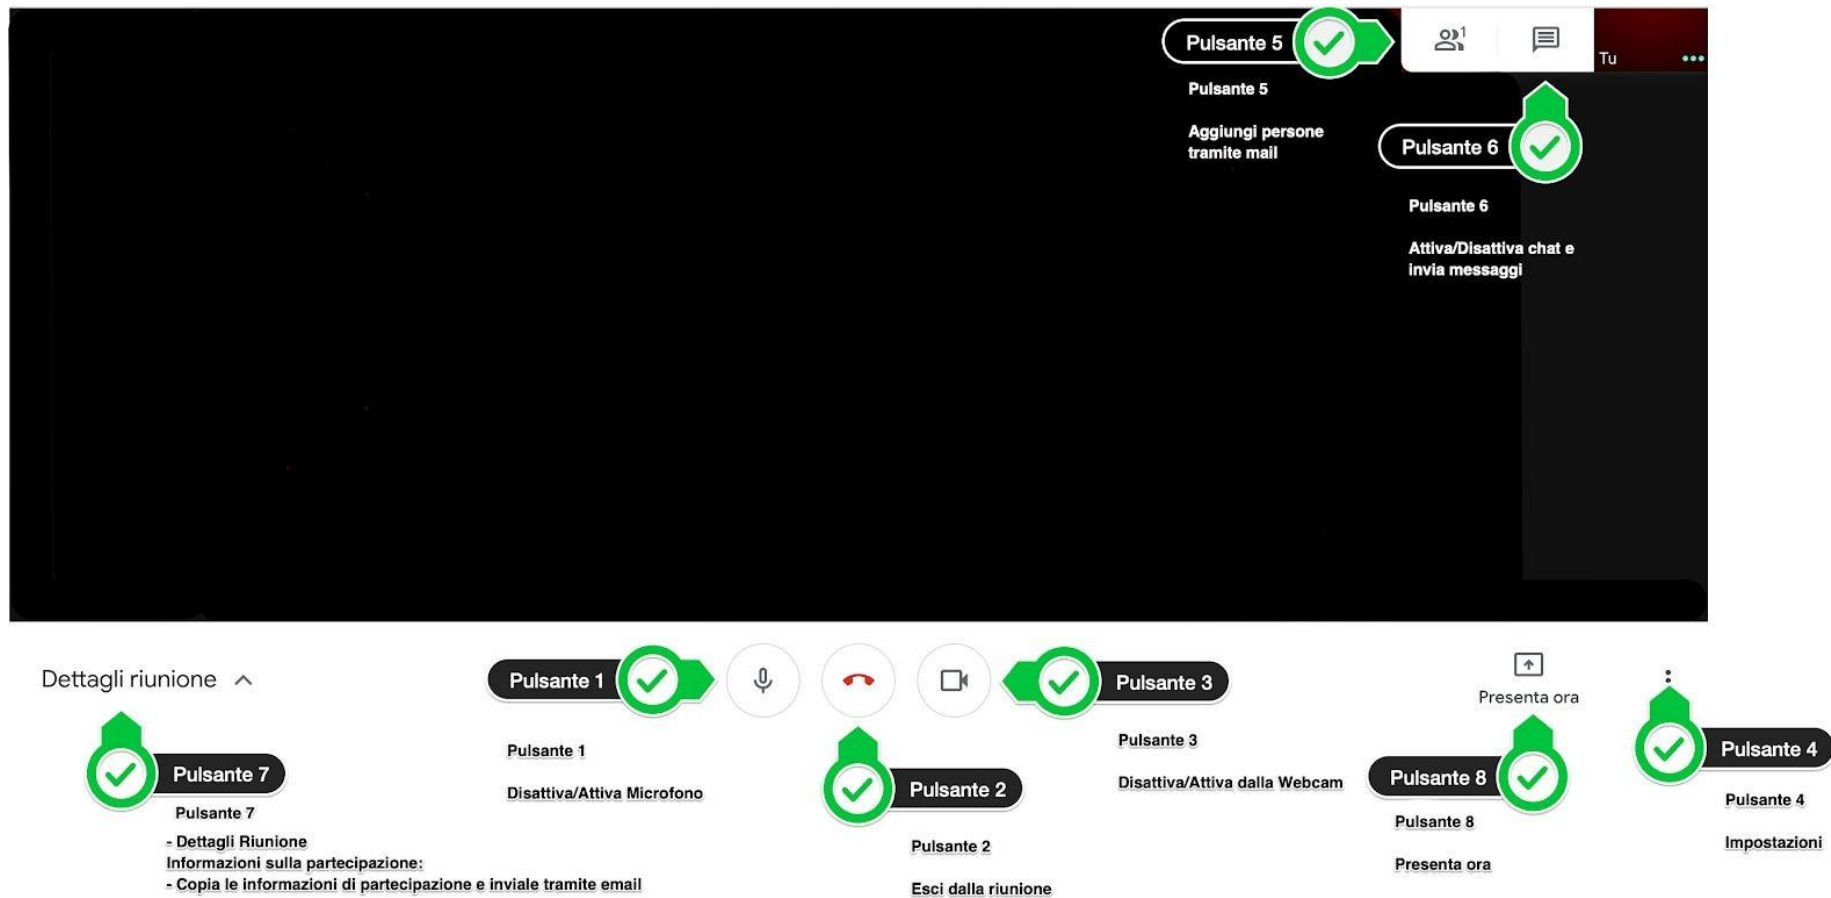 Pulsante 5
1
Tu
Pulsante 5
Aggiungi persone
tramite mail
Pulsante 6
Pulsante 6
Attiva/Disattiva chat e
invia messaggi
Dettagli riunione
Pulsante 7
Pulsante 7
- Dettagli Riunione
Informazioni sulla partecipazione:
- Copia le informazioni di partecipazione e inviale tramite email
Pulsante 1
Pulsante 1
Disattiva/Attiva Microfono
Pulsante 2
Pulsante 2
Esci dalla riunione
Pulsante 3
Pulsante 3
Disattiva/Attiva dalla Webcam
Presenta ora
Pulsante 8
Pulsante 8
Presenta ora
Pulsante 4
Pulsante 4
Impostazioni